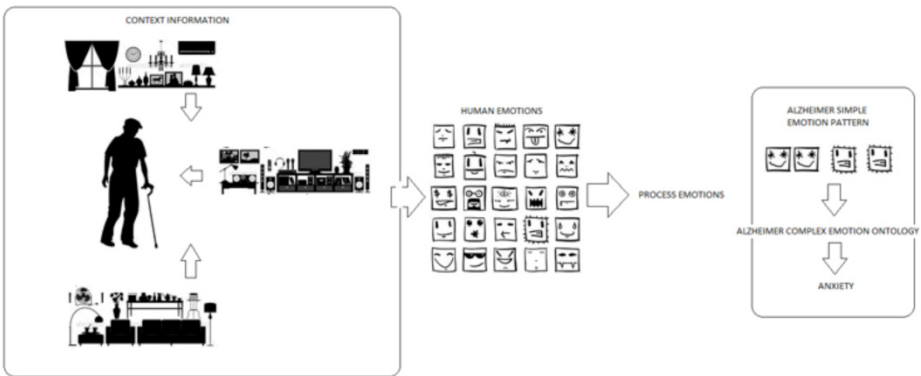 CONTEXT INFORMATION
HUMAN EMOTIONS
PROCESS EMOTIONS
ALZHEIMER SIMPLE
EMOTION PATTERN
ALZHEIMER COMPLEX EMOTION ONTOLOGY
ANXIETY